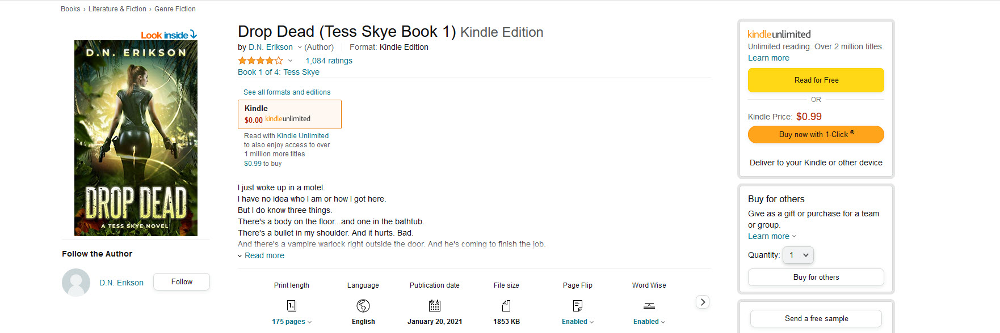 Books › Literature & Fiction › Genre Fiction
Look inside
D.N. ERIKSON
DROP DEAD
A TESS SKYE NOVEL
Follow the Author
D.N. Erikson
Follow
Drop Dead (Tess Skye Book 1) Kindle Edition
by D.N. Erikson (Author) Format: Kindle Edition
1,084 ratings
Book 1 of 4: Tess Skye
See all formats and editions
Kindle
$0.00 kindleunlimited
Read with Kindle Unlimited
to also enjoy access to over
1 million more titles
$0.99 to buy
I just woke up in a motel.
I have no idea who I am or how I got here.
But I do know three things.
There's a body on the floor...and one in the bathtub.
There's a bullet in my shoulder. And it hurts. Bad.
And there's a vampire warlock right outside the door. And he's coming to finish the job.
Read more
Print length
1.
175 pages
Language
English
Publication date
January 20, 2021
File size
1853 KB
Page Flip
Enabled
Word Wise
Enabled
kindleunlimited
Unlimited reading. Over 2 million titles.
Learn more
Read for Free
OR
Kindle Price: $0.99
Buy now with 1-Click ®
Deliver to your Kindle or other device
Buy for others
Give as a gift or purchase for a team
or group.
Learn more
Quantity: 1
Buy for others
Send a free sample